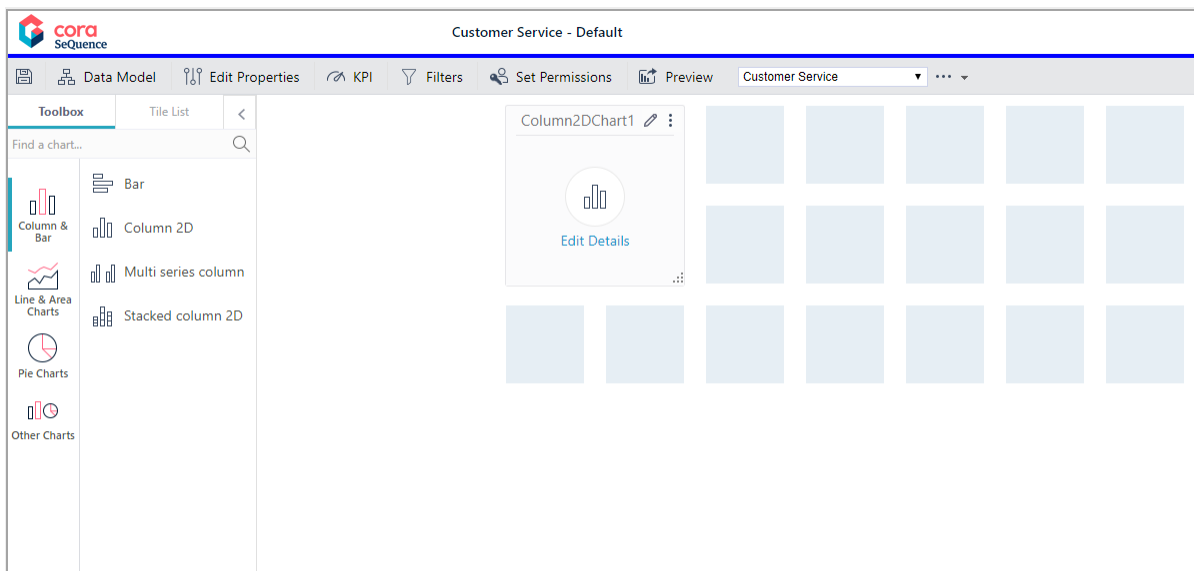 cora
SeQuence
Customer Service - Default
Data Model
Edit Properties
KPI
Filters
Set Permissions
Preview
Customer Service
Toolbox
Tile List
Find a chart...
Column &
Bar
Line & Area
Charts
Pie Charts
Other Charts
Bar
Column 2D
Multi series column
Stacked column 2D
Column2DChart1
Edit Details